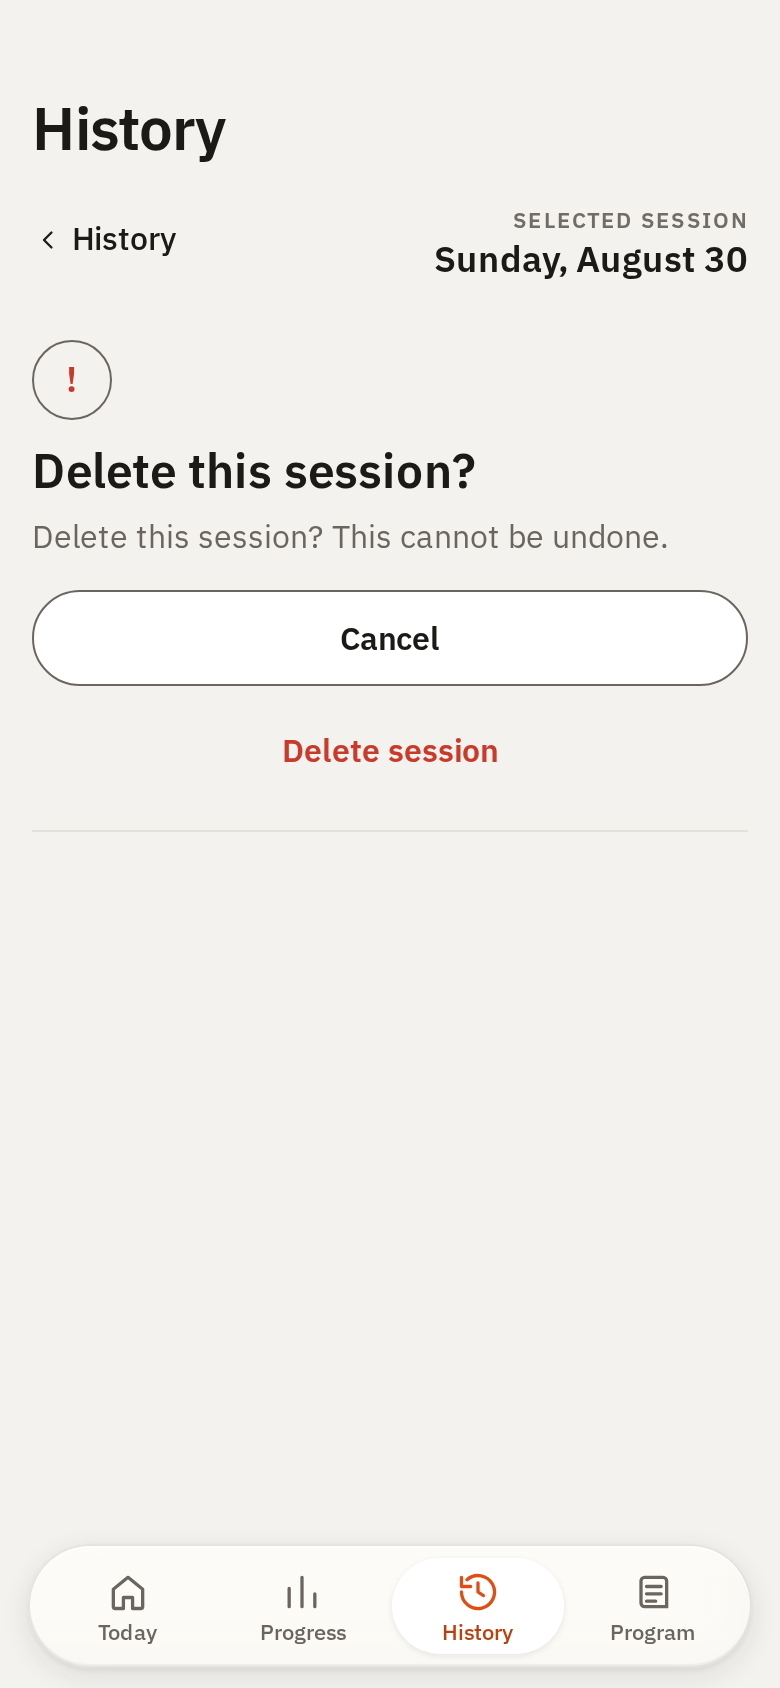 History
History
SELECTED SESSION
Sunday, August 30
!
Delete this session?
Delete this session? This cannot be undone.
Cancel
Delete session
Today
Progress
History
Program